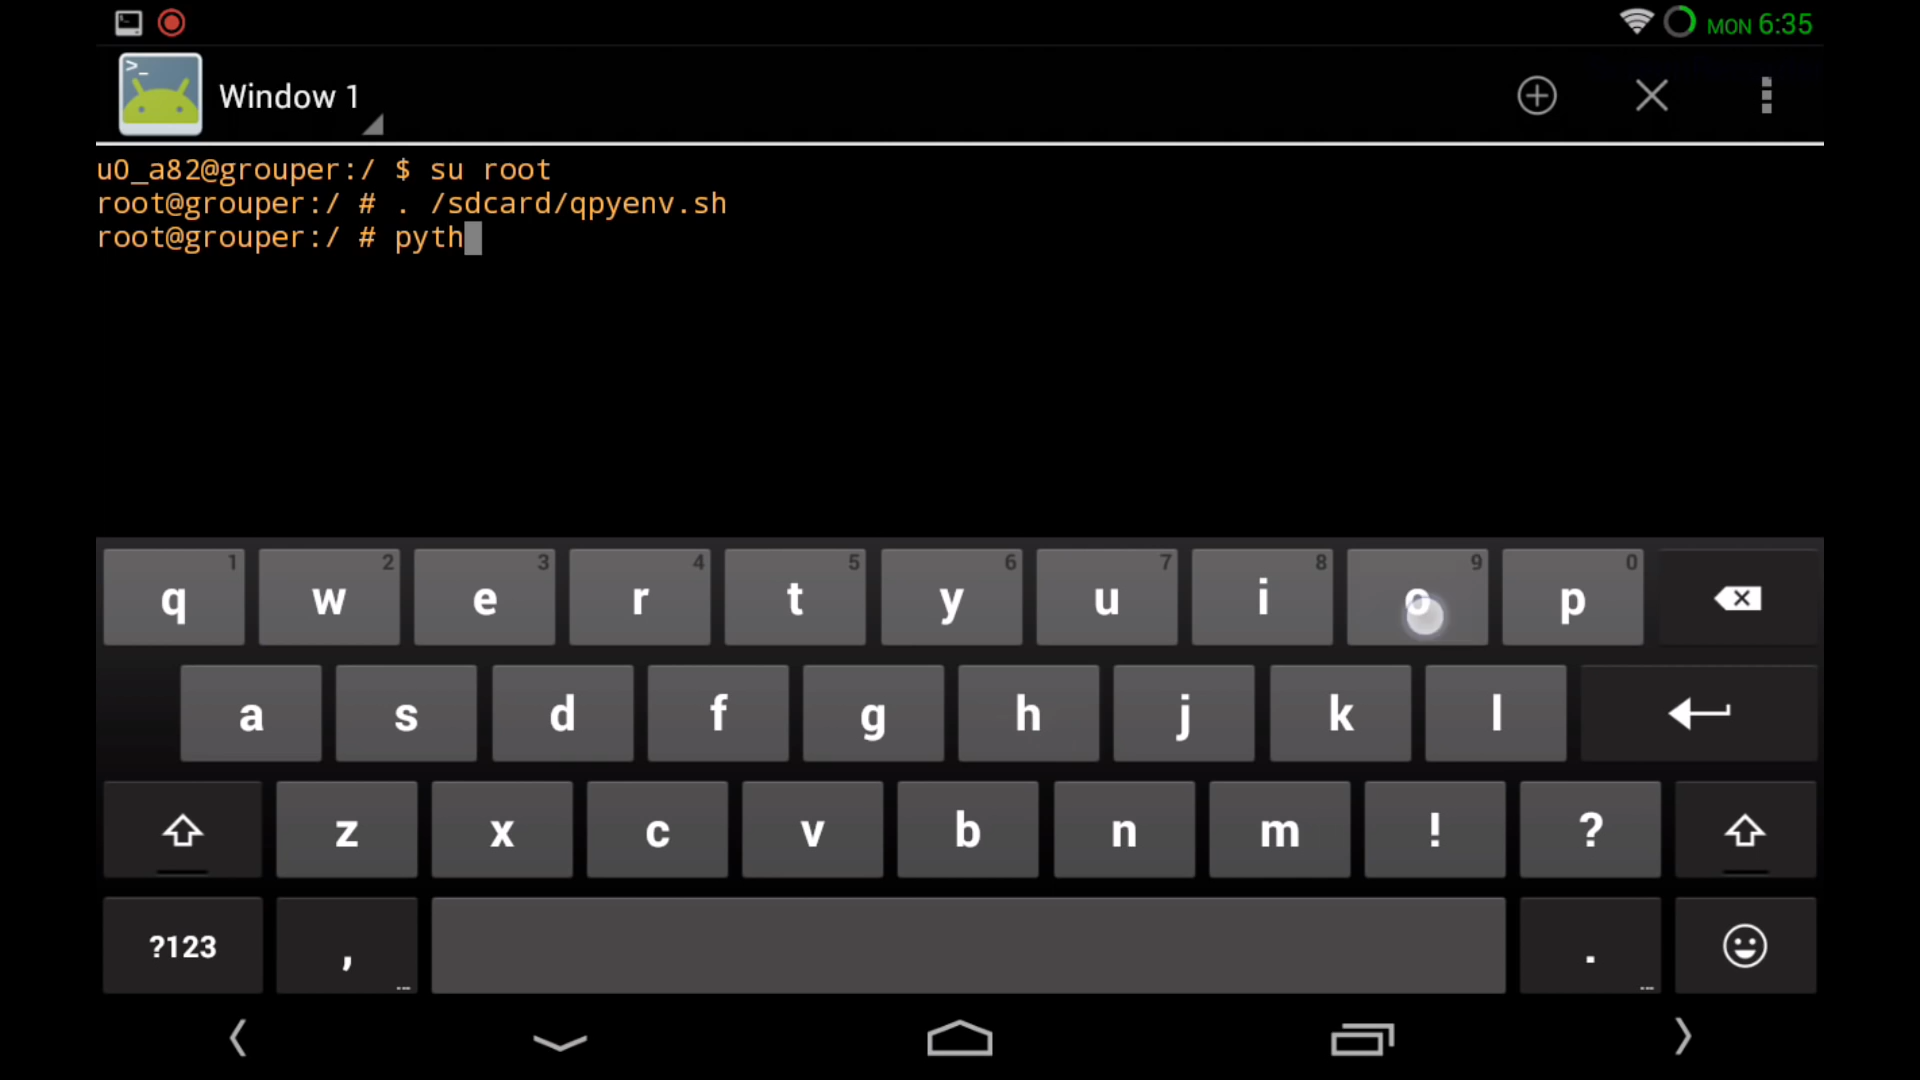 MON 6:35
>_
Window 1
u0_a82@grouper:/ $ su root
root@grouper:/ # . /sdcard/qpyenv.sh
root@grouper:/ # pyth
1 2 3 4 5 6 7 8 9 0
q w e r t y u i o p
a s d f g h j k l
z x c v b n m ! ?
?123 , ... . ...